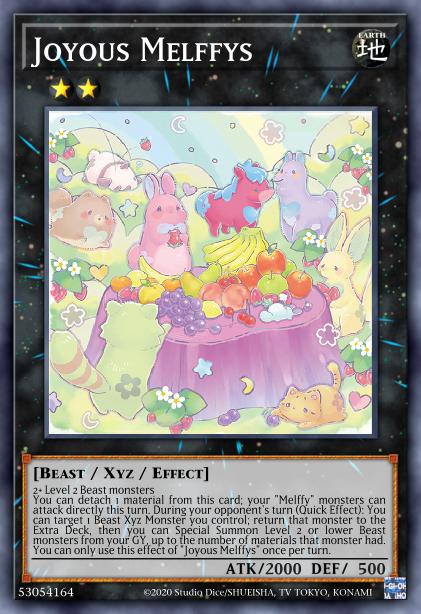 JOYOUS MELFFYS
EARTH
地
[BEAST / XYZ / EFFECT]
2+ Level 2 Beast monsters
You can detach 1 material from this card; your "Melffy" monsters can
attack directly this turn. During your opponent's turn (Quick Effect): You
can target 1 Beast Xyz Monster you control; return that monster to the
Extra Deck, then you can Special Summon Level 2 or lower Beast
monsters from your GY, up to the number of materials that monster had.
You can only use this effect of "Joyous Melffys" once per turn.
ATK/2000 DEF/ 500
53054164
©2020 Studio Dice/SHUEISHA, TV TOKYO, KONAMI